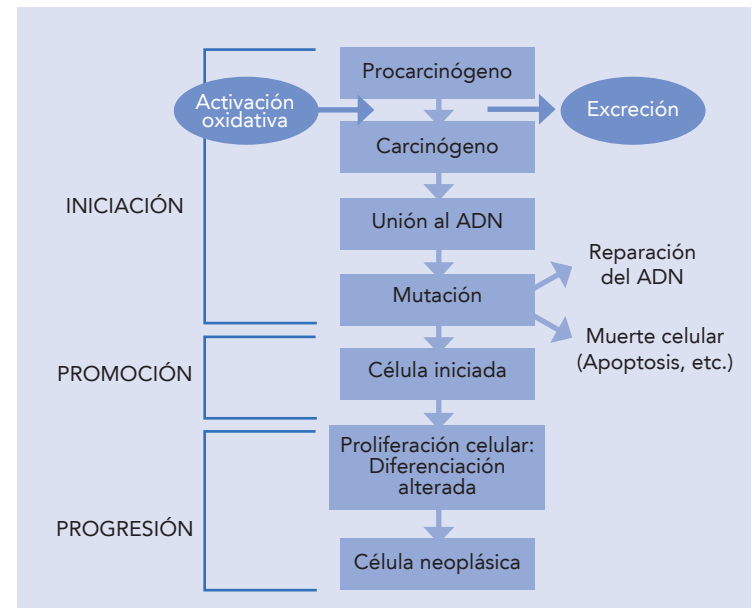 Procarcinógeno
Activación
oxidativa
Excreción
Carcinógeno
INICIACIÓN
Unión al ADN
Reparación
del ADN
Mutación
Muerte celular
(Apoptosis, etc.)
PROMOCIÓN
Célula iniciada
Proliferación celular:
Diferenciación
alterada
PROGRESIÓN
Célula neoplásica